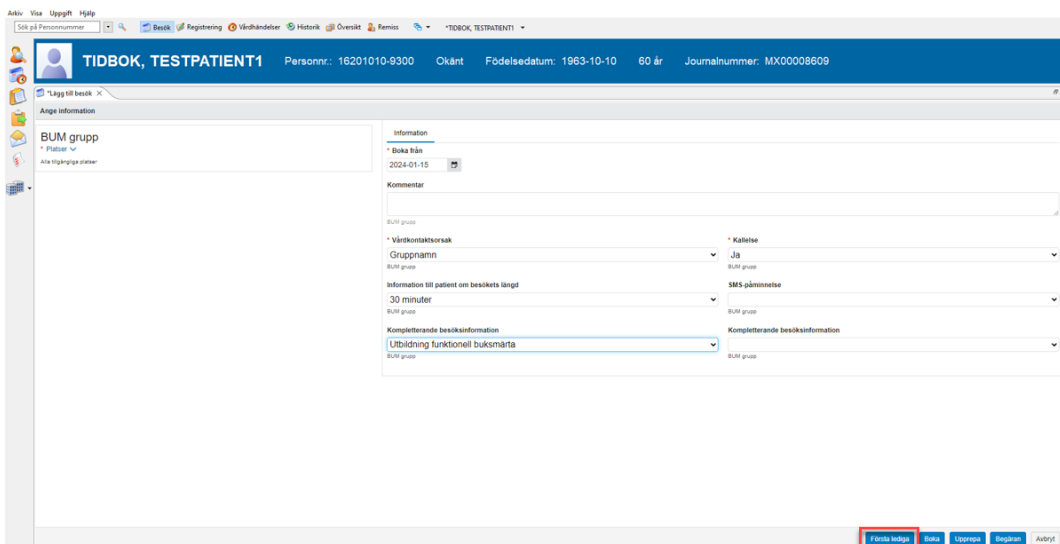 Arkiv Visa Uppgift Hjälp
Sök på Personnummer Besök Registrering Vårdhändelser Historik Översikt Remiss *TIDBOK, TESTPATIENT1
TIDBOK, TESTPATIENT1 Personnr.: 16201010-9300 Okänt Födelsedatum: 1963-10-10 60 år Journalnummer: MX00008609
*Lägg till besök
Ange information
BUM grupp
* Platser
Alla tillgängliga platser
Information
* Boka från
2024-01-15
Kommentar
BUM grupp
* Vårdkontaktsorsak * Kallelse
Gruppnamn Ja
BUM grupp BUM grupp
Information till patient om besökets längd SMS-påminnelse
30 minuter
BUM grupp BUM grupp
Kompletterande besöksinformation Kompletterande besöksinformation
Utbildning funktionell buksmärta
BUM grupp BUM grupp
Första lediga Boka Upprepa Begäran Avbryt